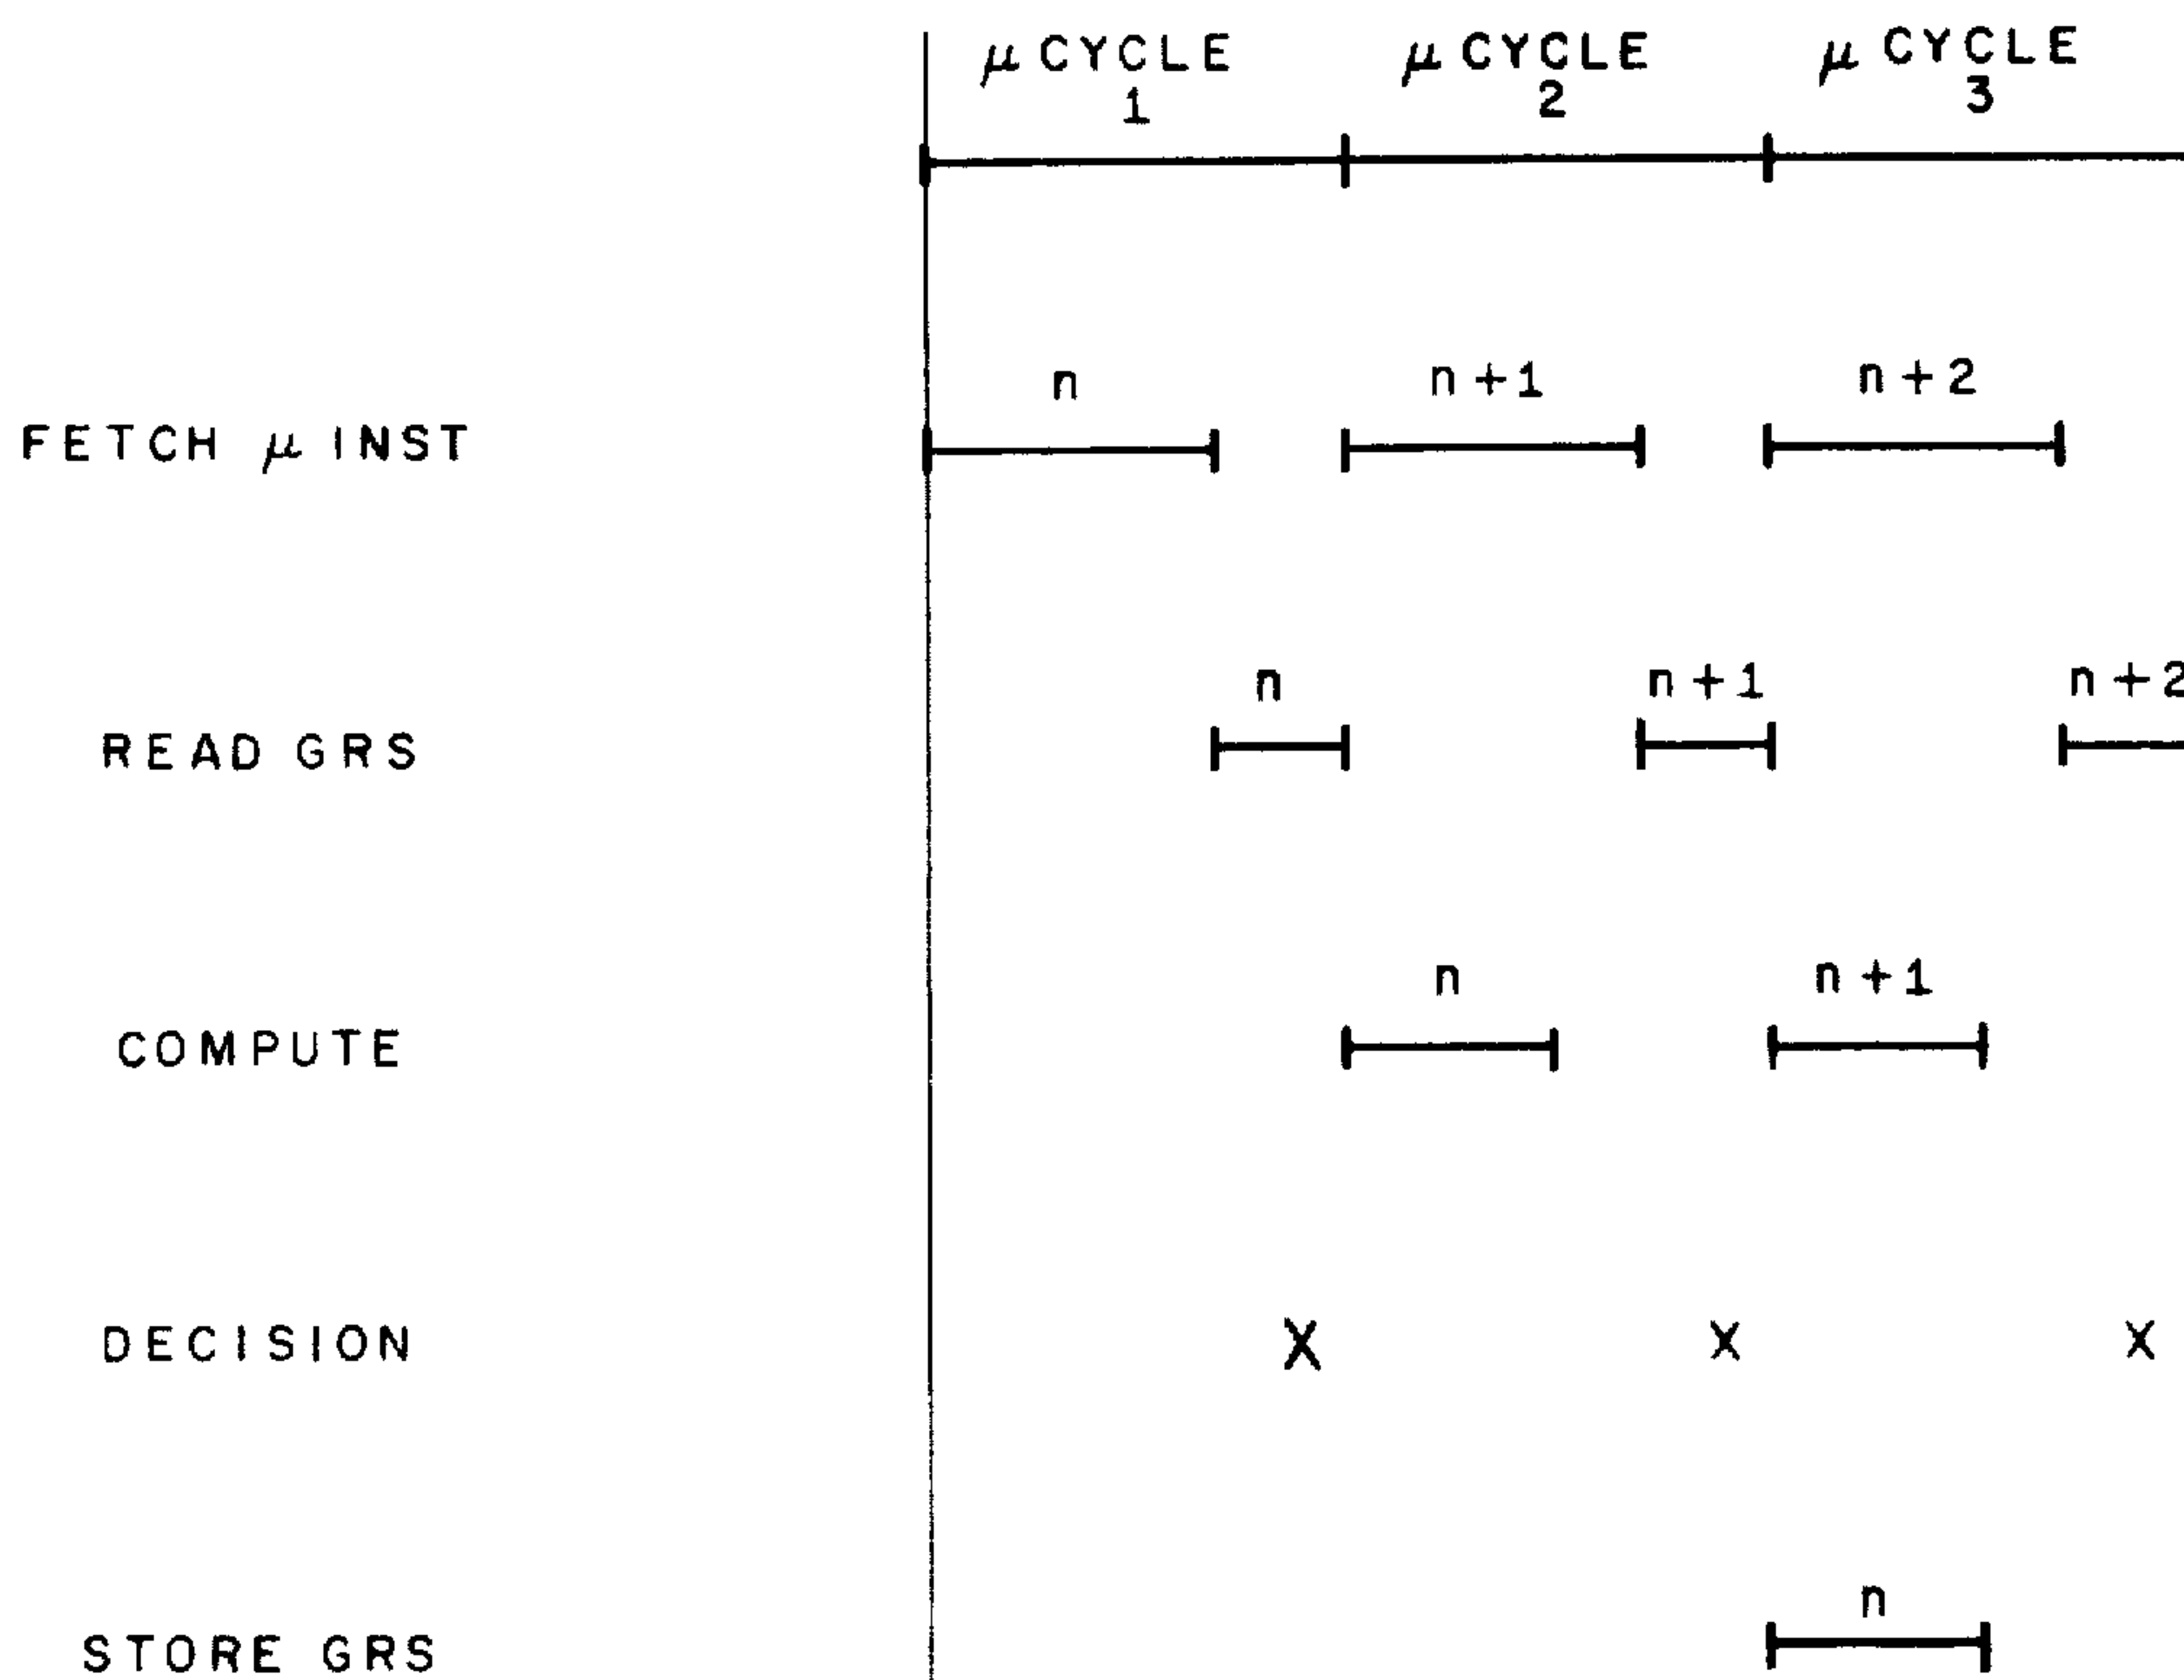 μ CYCLE 1 μ CYCLE 2 μ CYCLE 3
n n+1 n+2
FETCH μ INST
n n+1 n+2
READ GRS
n n+1
COMPUTE
DECISION X X X
n
STORE GRS